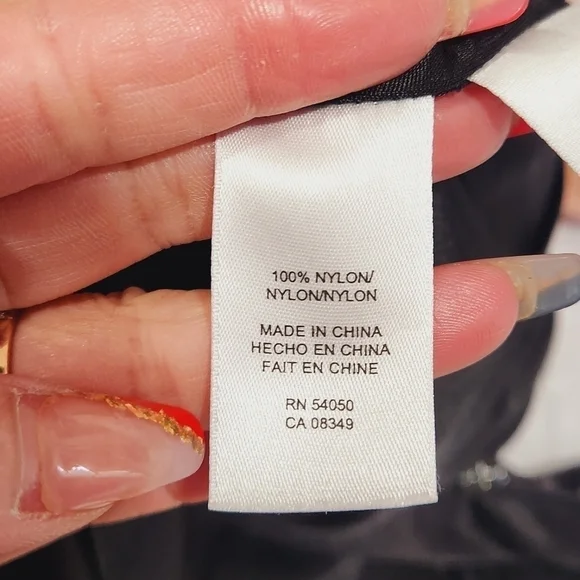 100% NYLON/
NYLON/NYLON
MADE IN CHINA
HECHO EN CHINA
FAIT EN CHINE
RN 54050
CA 08349